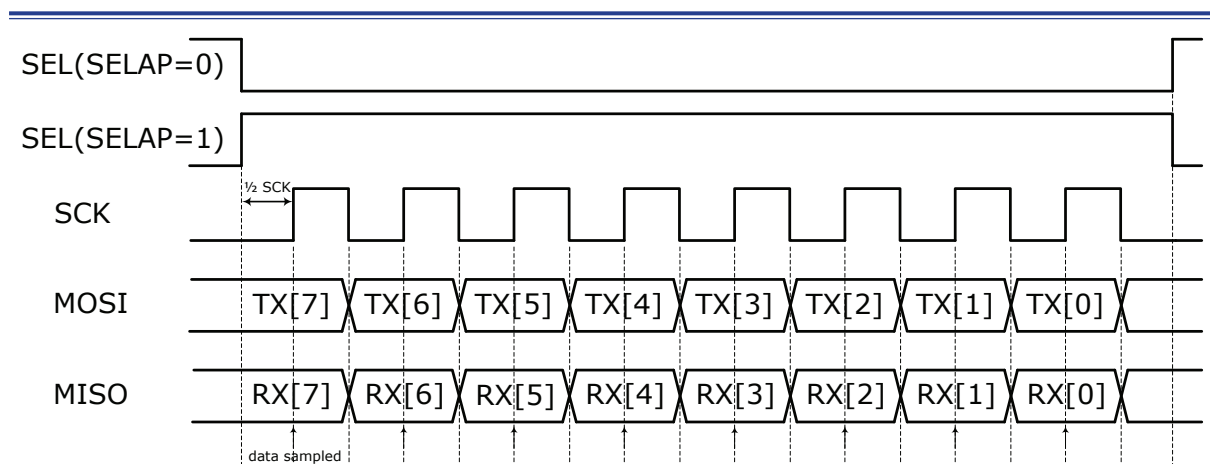 SEL(SELAP=0)
SEL(SELAP=1)
½ SCK
SCK
MOSI TX[7] TX[6] TX[5] TX[4] TX[3] TX[2] TX[1] TX[0]
MISO RX[7] RX[6] RX[5] RX[4] RX[3] RX[2] RX[1] RX[0]
data sampled